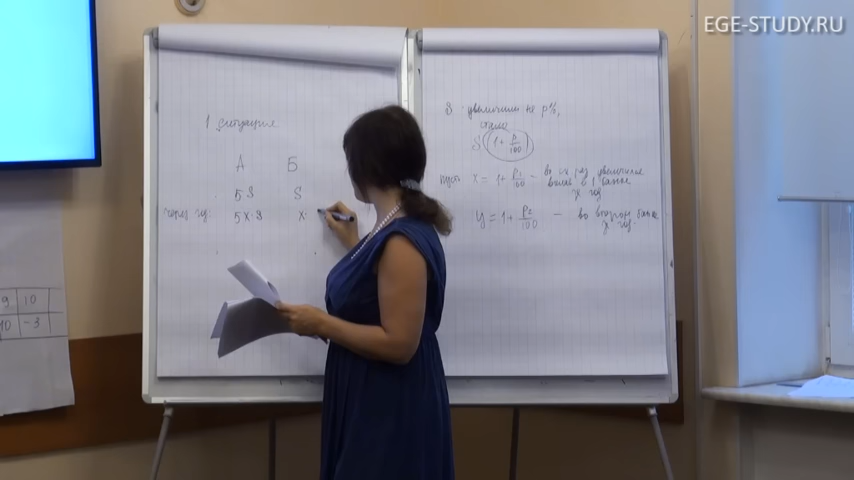 EGE-STUDY.RU
1 ситуация
А Б
5S S
через год: 5X·S X·
S увеличили на p%,
стало
S (1 + p/100)
пусть X = 1 + p1/100 – во ск. раз увеличился
вклад в 1 банке
за год
y = 1 + p2/100 – во втором банке
за год.
9 10
10 -3